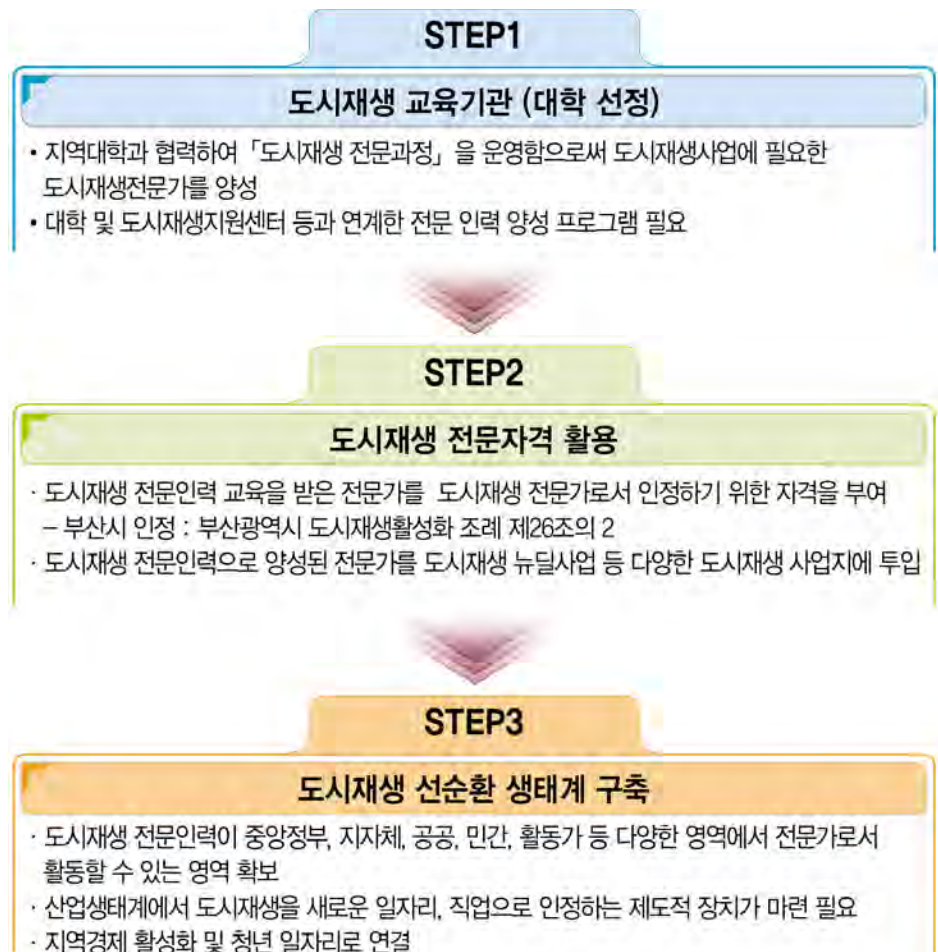 STEP1
도시재생 교육기관 (대학 선정)
• 지역대학과 협력하여 「도시재생 전문과정」 을 운영함으로써 도시재생사업에 필요한
도시재생전문가를 양성
• 대학 및 도시재생지원센터 등과 연계한 전문 인력 양성 프로그램 필요
STEP2
도시재생 전문자격 활용
· 도시재생 전문인력 교육을 받은 전문가를 도시재생 전문가로서 인정하기 위한 자격을 부여
– 부산시 인정 : 부산광역시 도시재생활성화 조례 제26조의 2
· 도시재생 전문인력으로 양성된 전문가를 도시재생 뉴딜사업 등 다양한 도시재생 사업지에 투입
STEP3
도시재생 선순환 생태계 구축
· 도시재생 전문인력이 중앙정부, 지자체, 공공, 민간, 활동가 등 다양한 영역에서 전문가로서
활동할 수 있는 영역 확보
· 산업생태계에서 도시재생을 새로운 일자리, 직업으로 인정하는 제도적 장치가 마련 필요
· 지역경제 활성화 및 청년 일자리로 연결